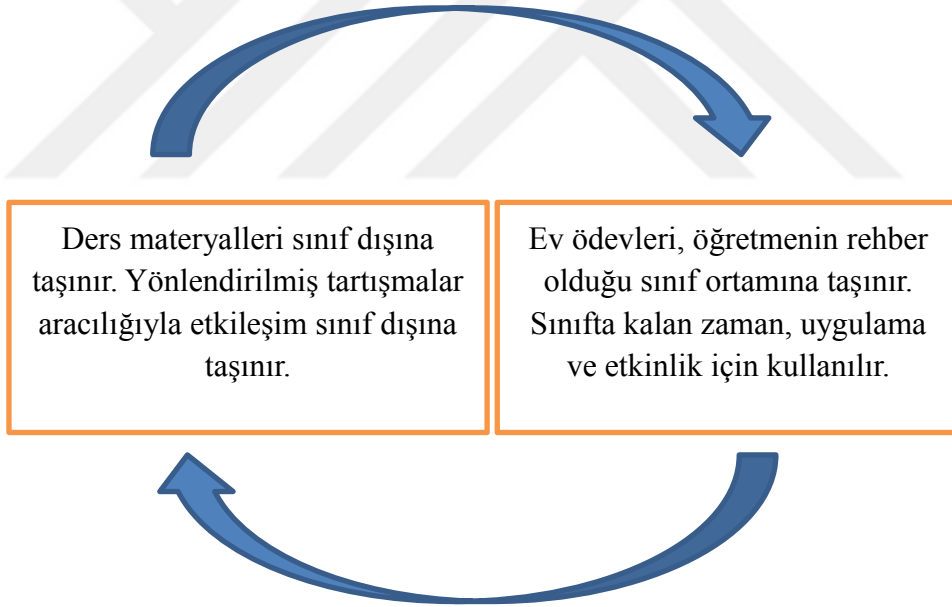 Ders materyalleri sınıf dışına
taşınır. Yönlendirilmiş tartışmalar
aracılığıyla etkileşim sınıf dışına
taşınır.
Ev ödevleri, öğretmenin rehber
olduğu sınıf ortamına taşınır.
Sınıfta kalan zaman, uygulama
ve etkinlik için kullanılır.